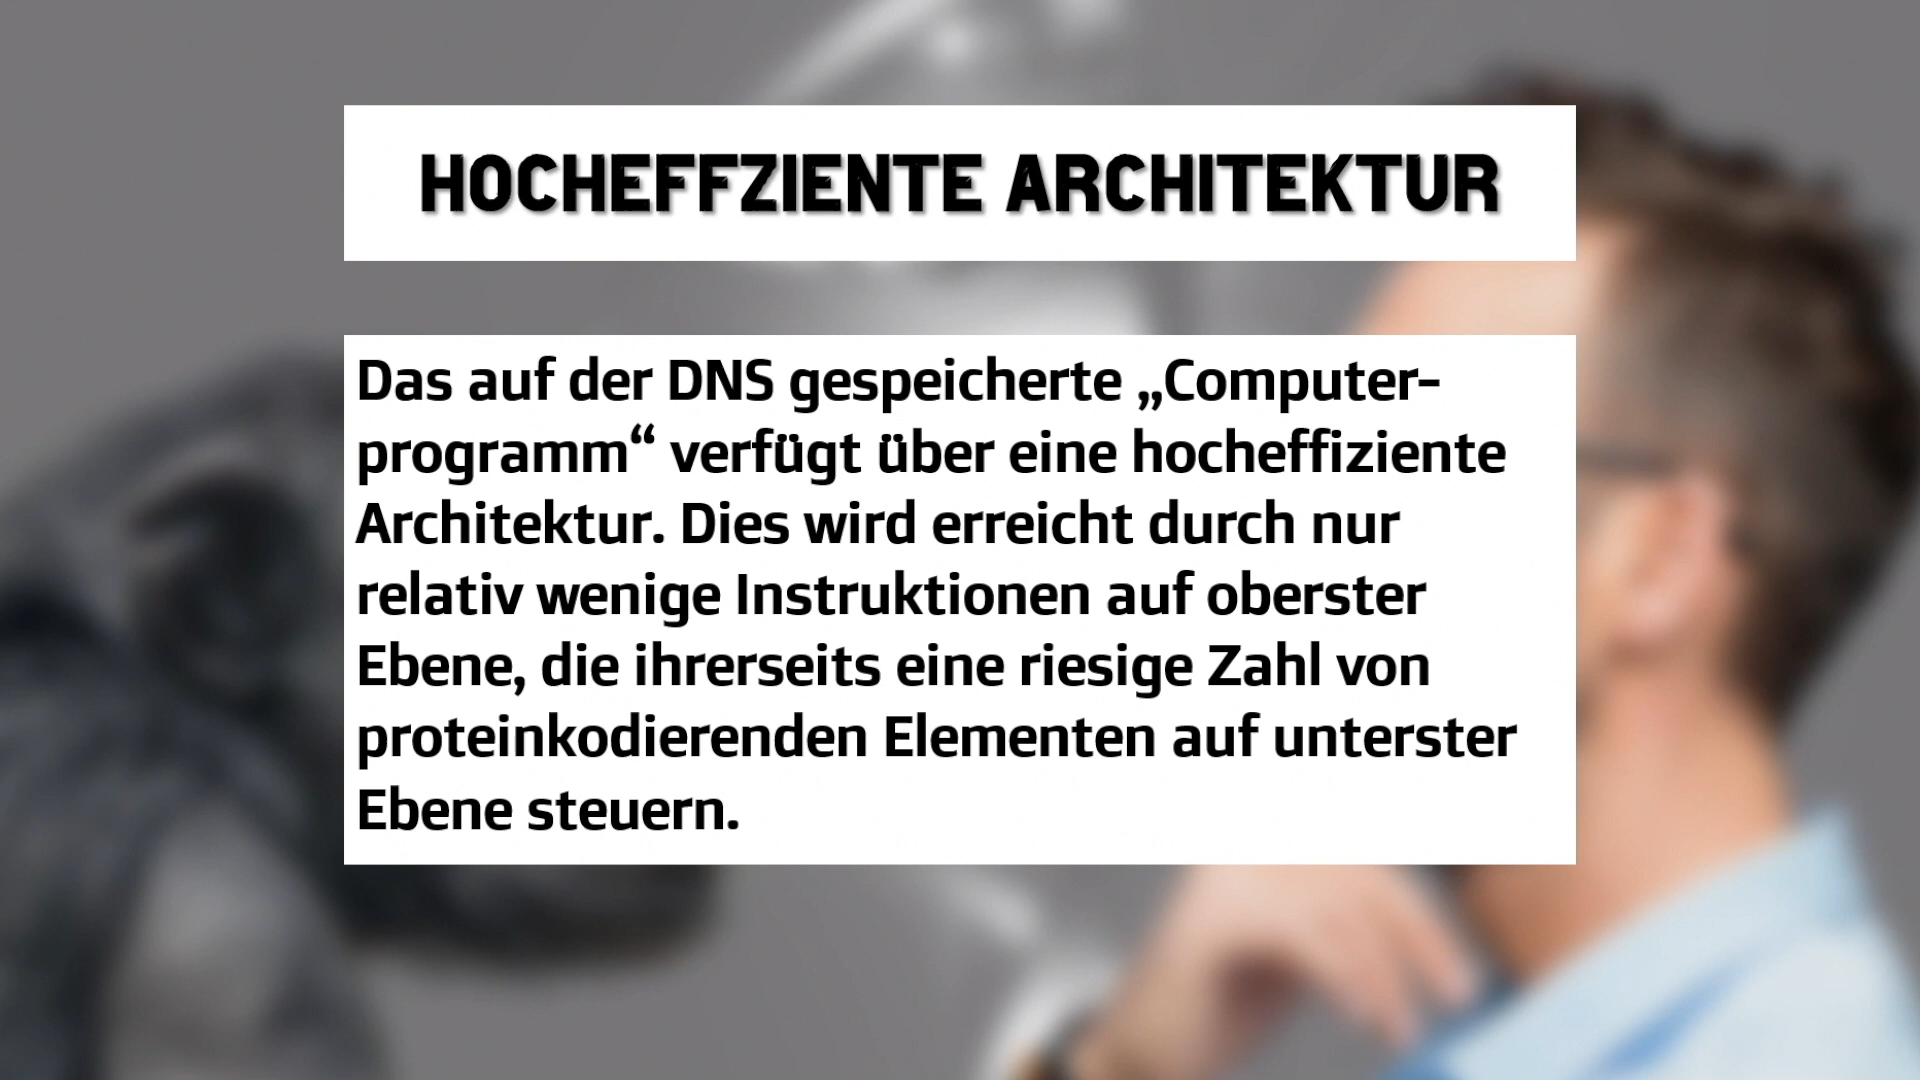 HOCHEFFZIENTE ARCHITEKTUR
Das auf der DNS gespeicherte „Computer-
programm“ verfügt über eine hocheffiziente
Architektur. Dies wird erreicht durch nur
relativ wenige Instruktionen auf oberster
Ebene, die ihrerseits eine riesige Zahl von
proteinkodierenden Elementen auf unterster
Ebene steuern.